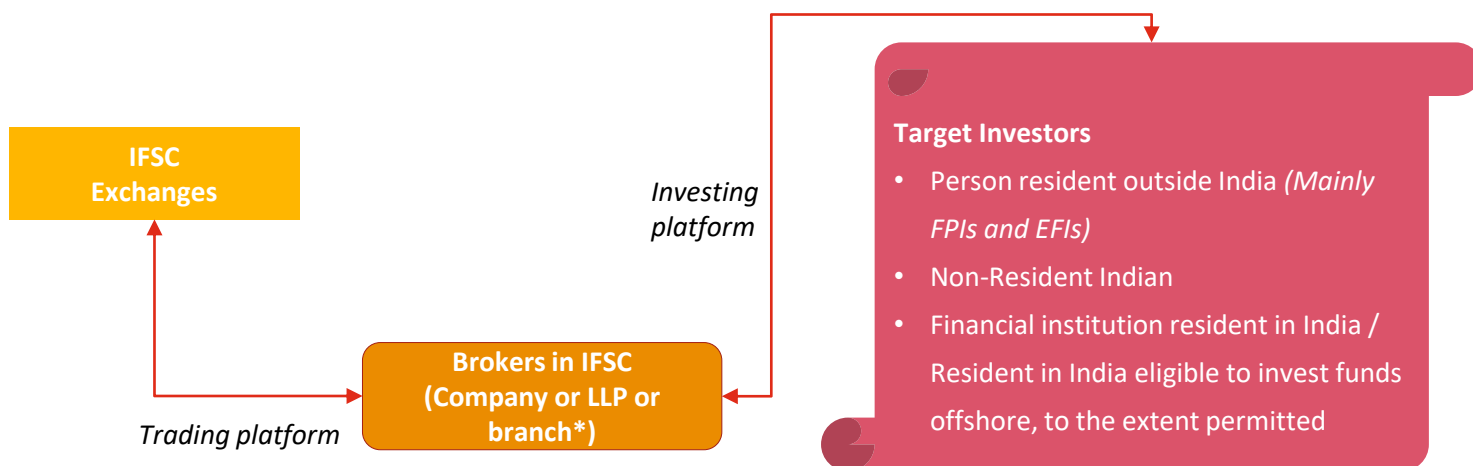 IFSC
Exchanges
Investing
platform
Trading platform
Brokers in IFSC
(Company or LLP or
branch*)
Target Investors
• Person resident outside India (Mainly
FPIs and EFIs)
• Non-Resident Indian
• Financial institution resident in India /
Resident in India eligible to invest funds
offshore, to the extent permitted